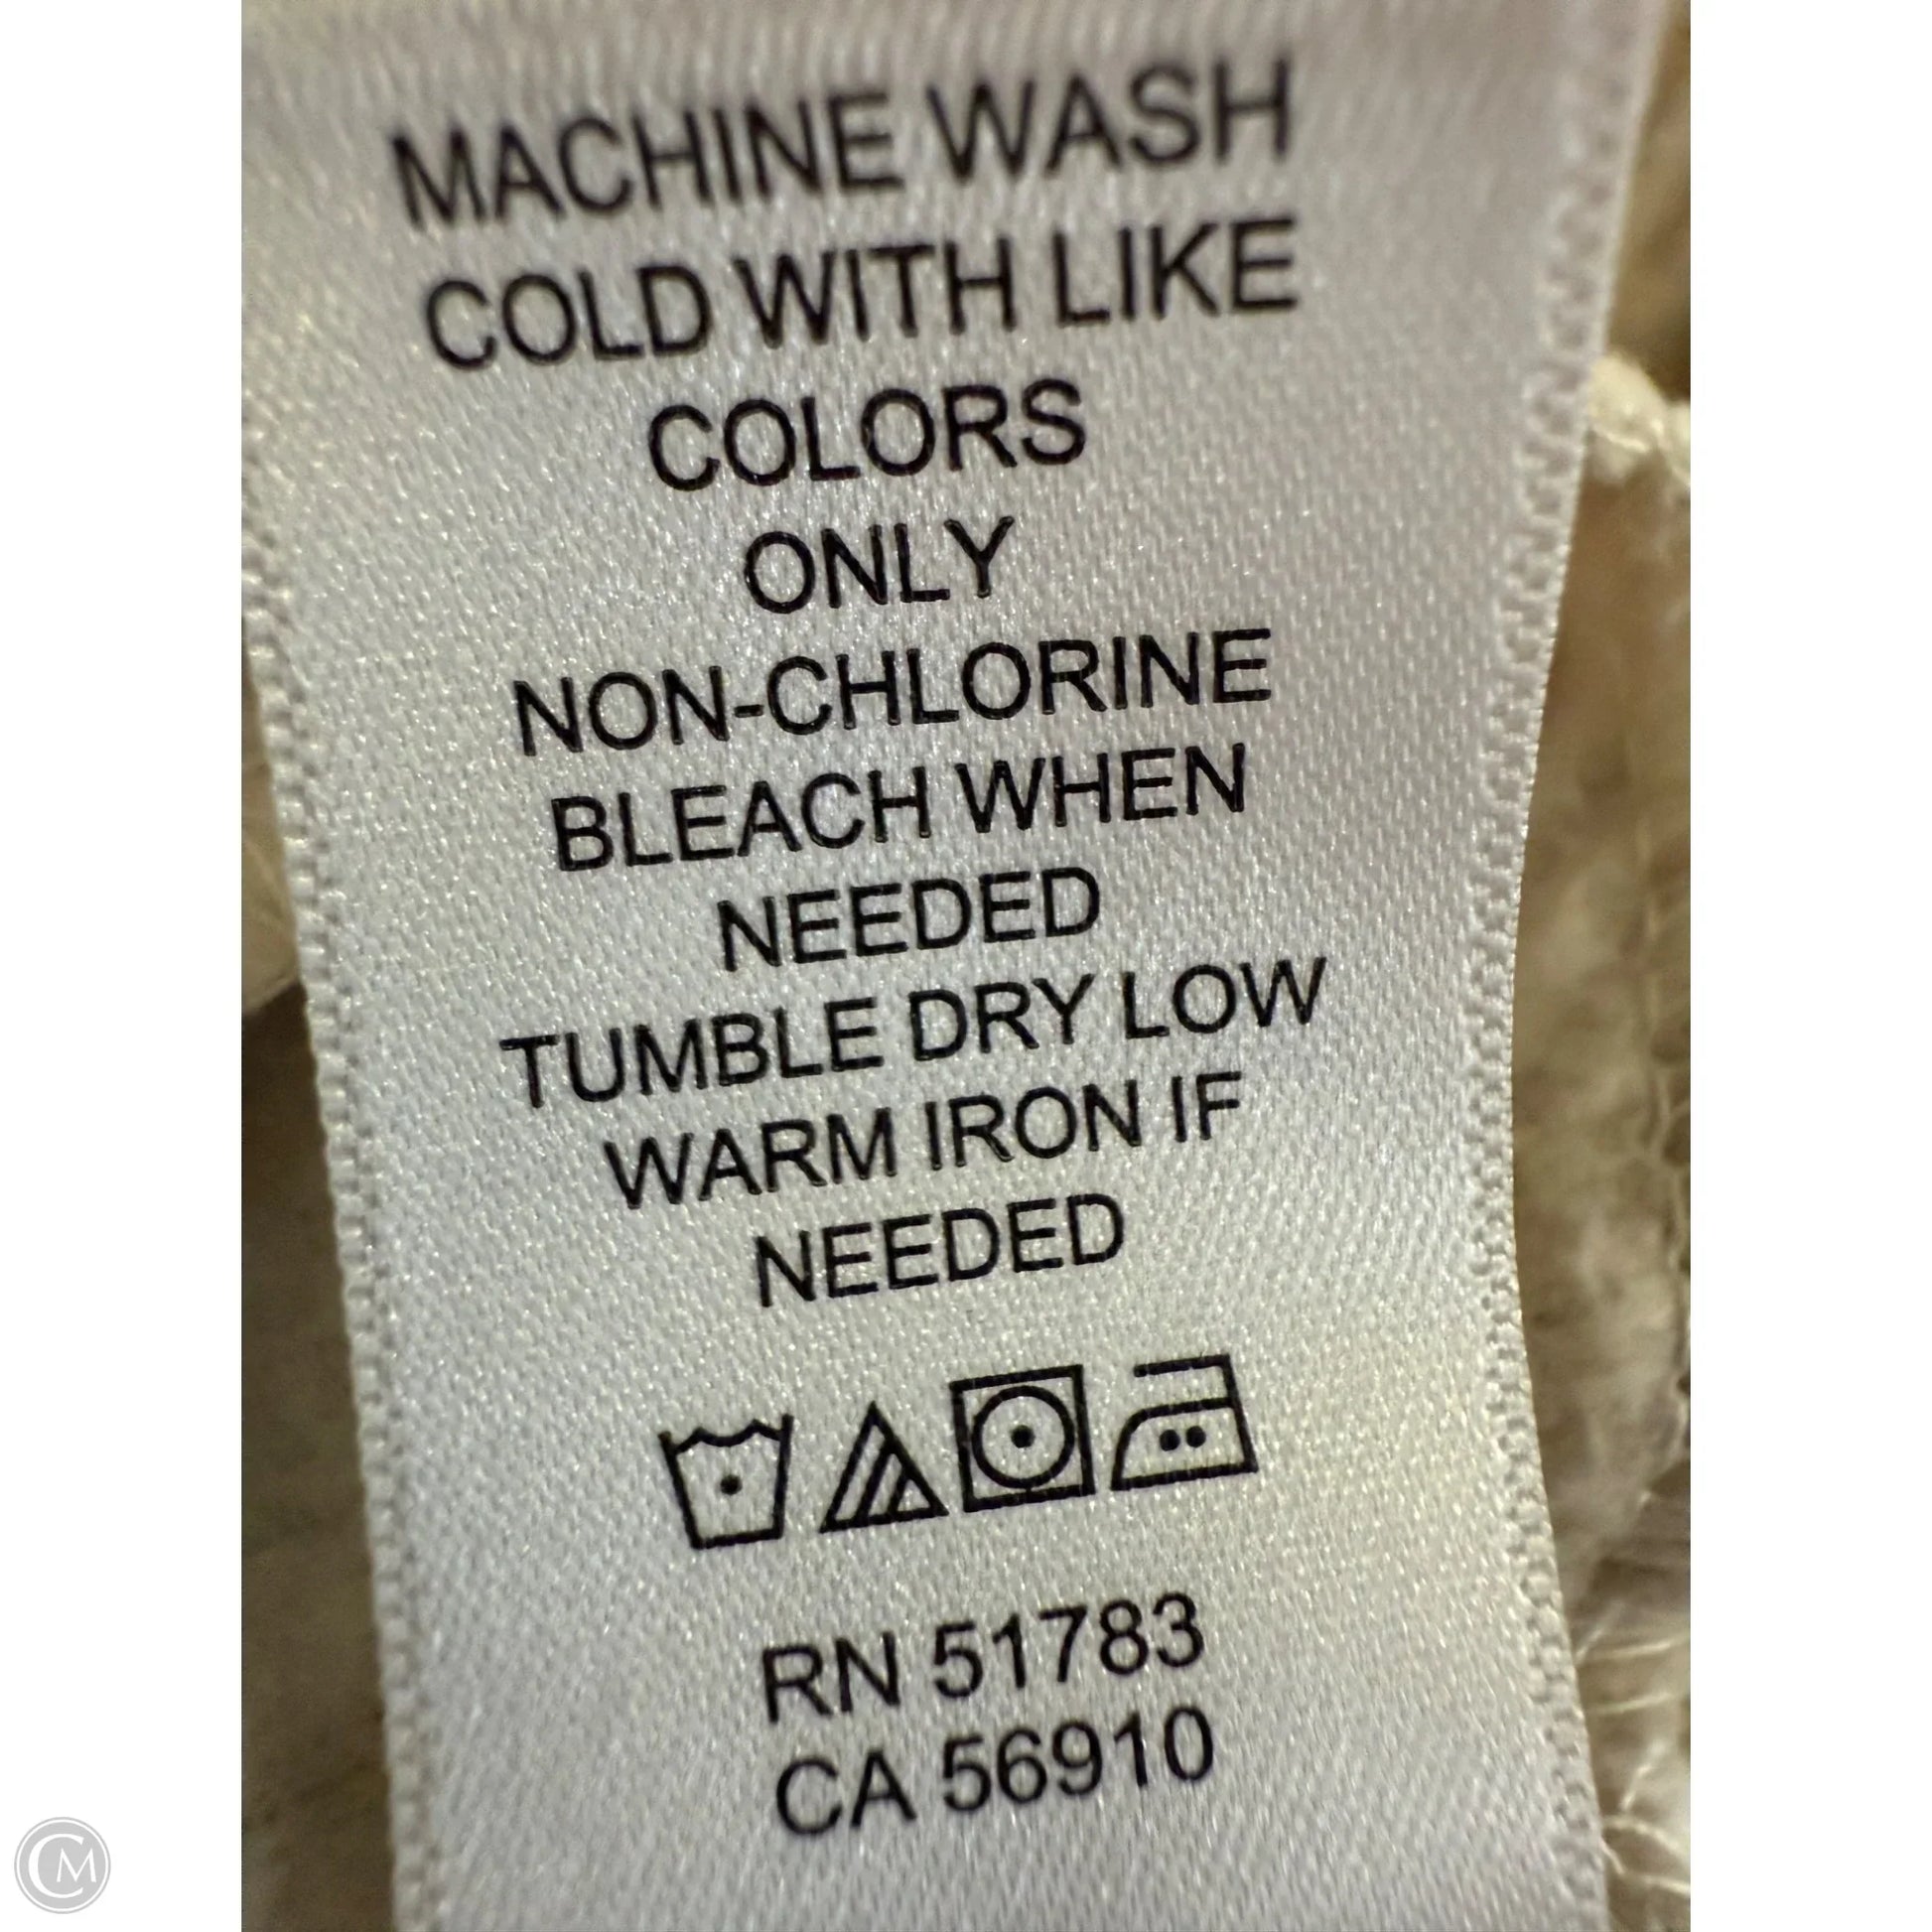 MACHINE WASH
COLD WITH LIKE
COLORS
ONLY
NON-CHLORINE
BLEACH WHEN
NEEDED
TUMBLE DRY LOW
WARM IRON IF
NEEDED
RN 51783
CA 56910
CM